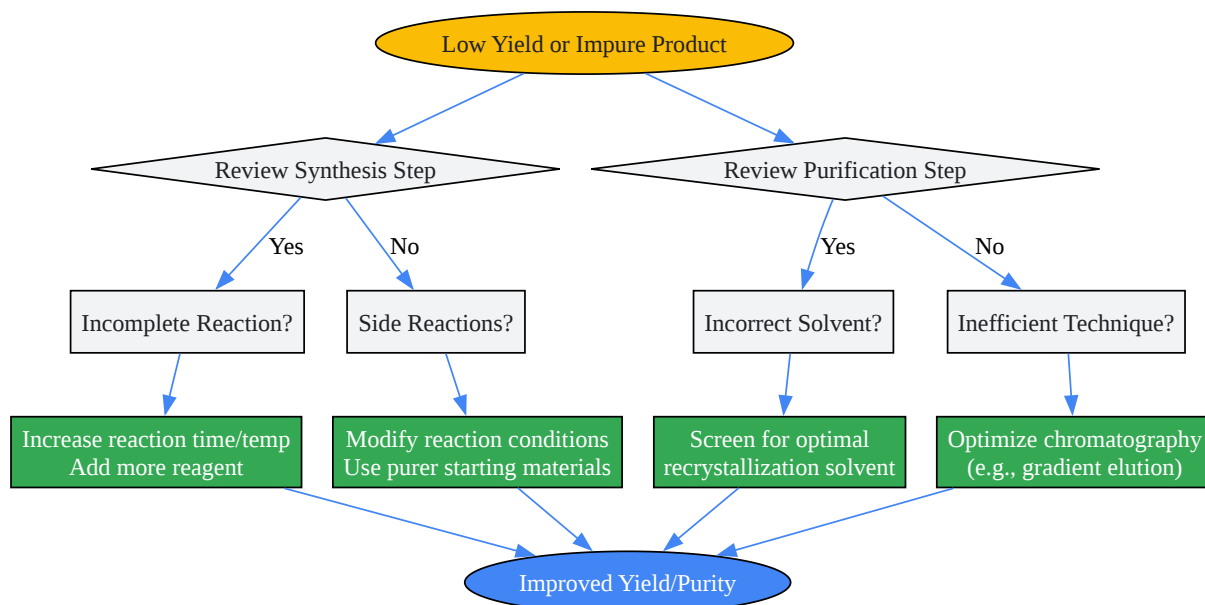 Low Yield or Impure Product
Review Synthesis Step
Review Purification Step
Yes
No
Yes
No
Incomplete Reaction?
Side Reactions?
Incorrect Solvent?
Inefficient Technique?
Increase reaction time/temp
Add more reagent
Modify reaction conditions
Use purer starting materials
Screen for optimal
recrystallization solvent
Optimize chromatography
(e.g., gradient elution)
Improved Yield/Purity